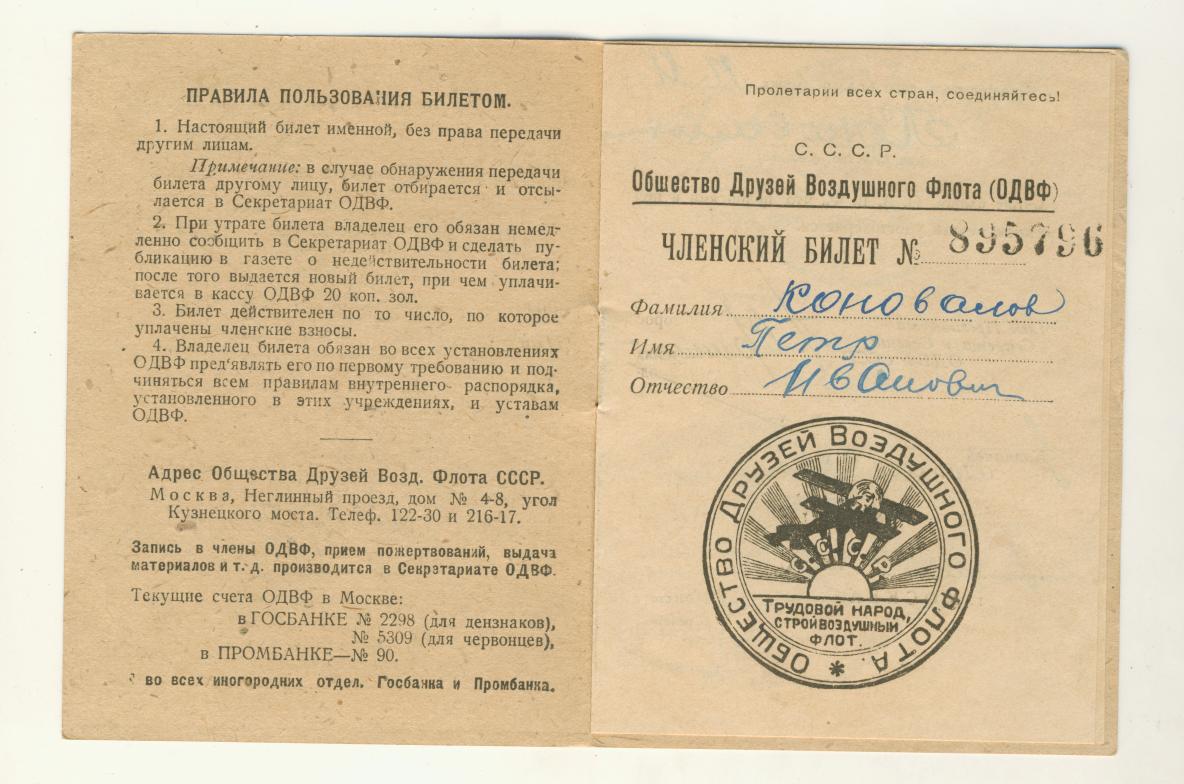 ПРАВИЛА ПОЛЬЗОВАНИЯ БИЛЕТОМ.
1. Настоящий билет именной, без права передачи
другим лицам.
Примечание: в случае обнаружения передачи
билета другому лицу, билет отбирается и отсы-
лается в Секретариат ОДВФ.
2. При утрате билета владелец его обязан немед-
ленно сообщить в Секретариат ОДВФ и сделать пу-
бликацию в газете о недействительности билета;
после того выдается новый билет, при чем уплачи-
вается в кассу ОДВФ 20 коп. зол.
3. Билет действителен по то число, по которое
уплачены членские взносы.
4. Владелец билета обязан во всех установлениях
ОДВФ пред'являть его по первому требованию и под-
чиняться всем правилам внутреннего распорядка,
установленного в этих учреждениях, и уставам
ОДВФ.
Адрес Общества Друзей Возд. Флота СССР.
Москва, Неглинный проезд, дом № 4-8, угол
Кузнецкого моста. Телеф. 122-30 и 216-17.
Запись в члены ОДВФ, прием пожертвований, выдача
материалов и т. д. производится в Секретариате ОДВФ.
Текущие счета ОДВФ в Москве:
в ГОСБАНКЕ № 2298 (для дензнаков),
№ 5309 (для червонцев),
в ПРОМБАНКЕ—№ 90.
во всех иногородних отдел. Госбанка и Промбанка.
Пролетарии всех стран, соединяйтесь!
С. С. С. Р.
Общество Друзей Воздушного Флота (ОДВФ)
ЧЛЕНСКИЙ БИЛЕТ № 895796
Фамилия Коновалов
Имя Петр
Отчество Иванович
ОБЩЕСТВО ДРУЗЕЙ ВОЗДУШНОГО ФЛОТА.
СССР
ТРУДОВОЙ НАРОД,
СТРОЙ ВОЗДУШНЫЙ
ФЛОТ.